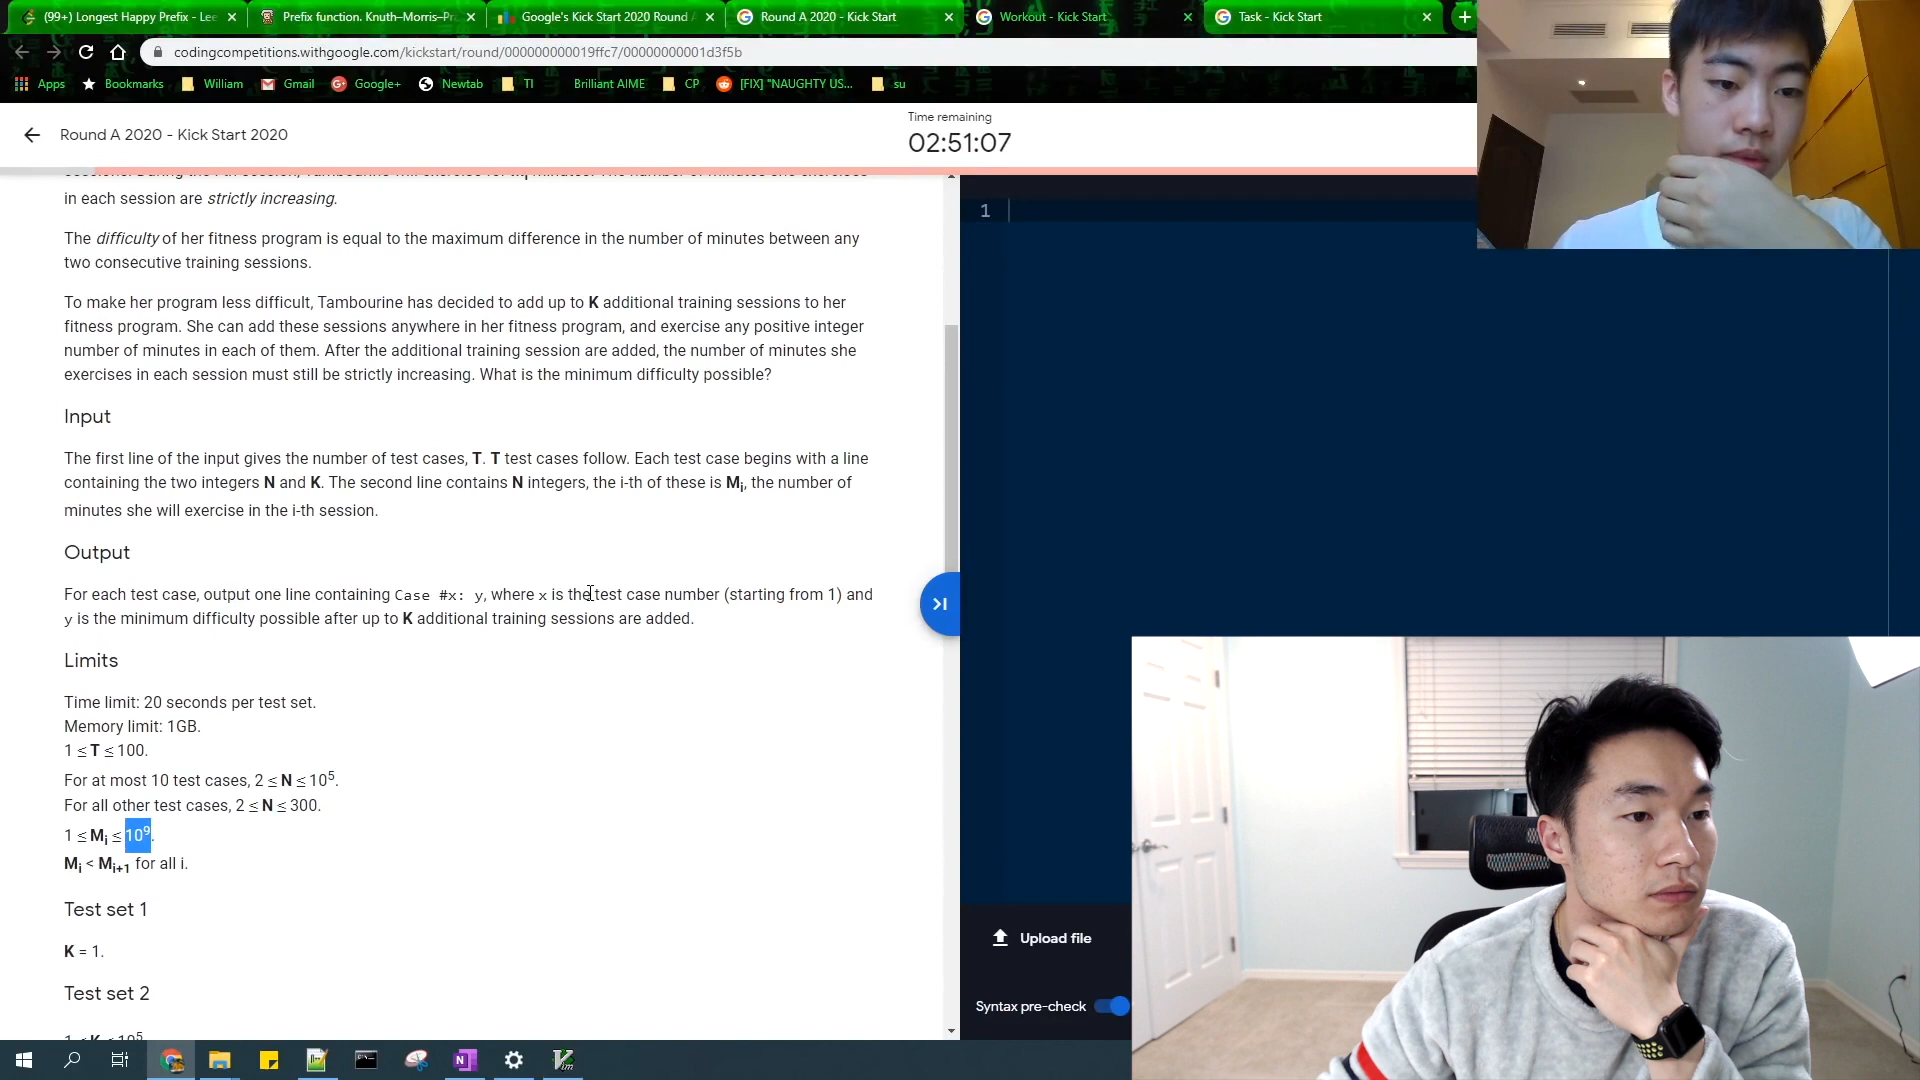 (99+) Longest Happy Prefix - Lee
Prefix function. Knuth–Morris–Pr
Google's Kick Start 2020 Round A
Round A 2020 - Kick Start
Workout - Kick Start
Task - Kick Start
codingcompetitions.withgoogle.com/kickstart/round/000000000019ffc7/00000000001d3f5b
Apps
Bookmarks
William
Gmail
Google+
Newtab
TI
Brilliant AIME
CP
[FIX] "NAUGHTY US...
su
Round A 2020 - Kick Start 2020
Time remaining
02:51:07
in each session are strictly increasing.
The difficulty of her fitness program is equal to the maximum difference in the number of minutes between any
two consecutive training sessions.
To make her program less difficult, Tambourine has decided to add up to K additional training sessions to her
fitness program. She can add these sessions anywhere in her fitness program, and exercise any positive integer
number of minutes in each of them. After the additional training session are added, the number of minutes she
exercises in each session must still be strictly increasing. What is the minimum difficulty possible?
Input
The first line of the input gives the number of test cases, T. T test cases follow. Each test case begins with a line
containing the two integers N and K. The second line contains N integers, the i-th of these is Mi, the number of
minutes she will exercise in the i-th session.
Output
For each test case, output one line containing Case #x: y, where x is the test case number (starting from 1) and
y is the minimum difficulty possible after up to K additional training sessions are added.
Limits
Time limit: 20 seconds per test set.
Memory limit: 1GB.
1 ≤ T ≤ 100.
For at most 10 test cases, 2 ≤ N ≤ 10⁵.
For all other test cases, 2 ≤ N ≤ 300.
1 ≤ Mi ≤ 10⁹.
Mi < Mi+1 for all i.
Test set 1
K = 1.
Test set 2
1
Upload file
Syntax pre-check